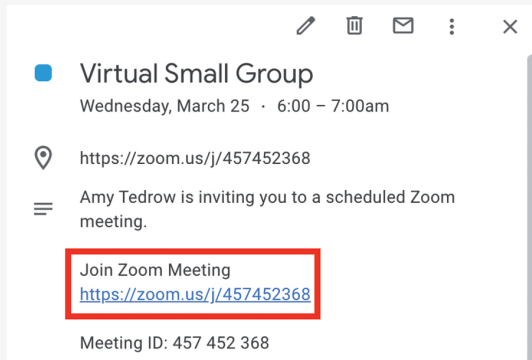 Virtual Small Group
Wednesday, March 25 · 6:00 – 7:00am
https://zoom.us/j/457452368
Amy Tedrow is inviting you to a scheduled Zoom
meeting.
Join Zoom Meeting
https://zoom.us/j/457452368
Meeting ID: 457 452 368